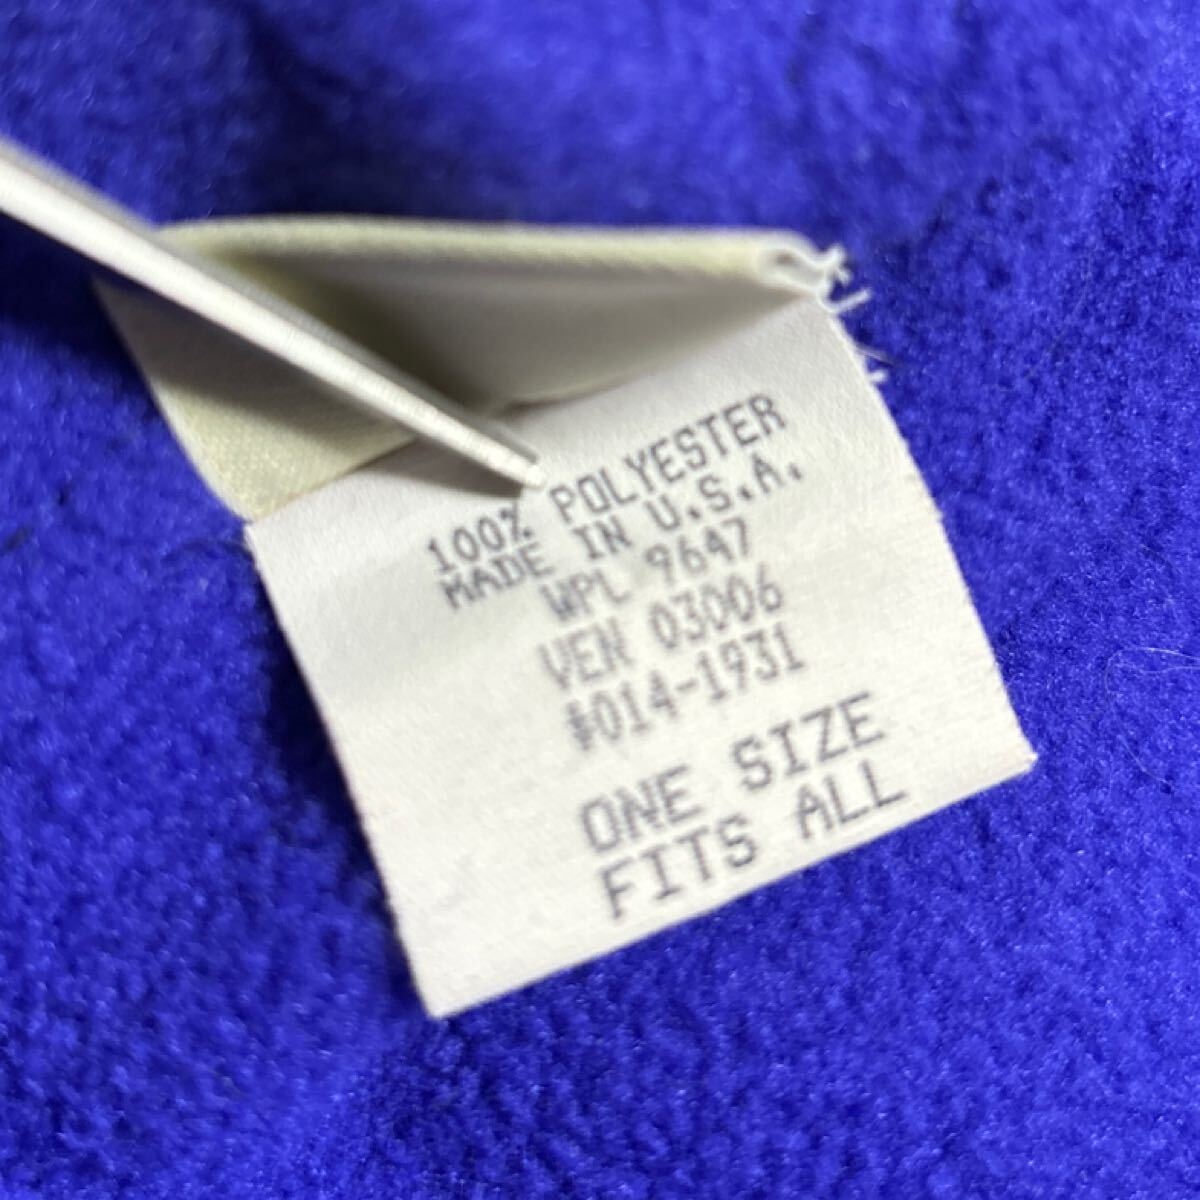 100% POLYESTER
MADE IN U.S.A.
WPL 9647
VEN 03006
#014-1931
ONE SIZE
FITS ALL